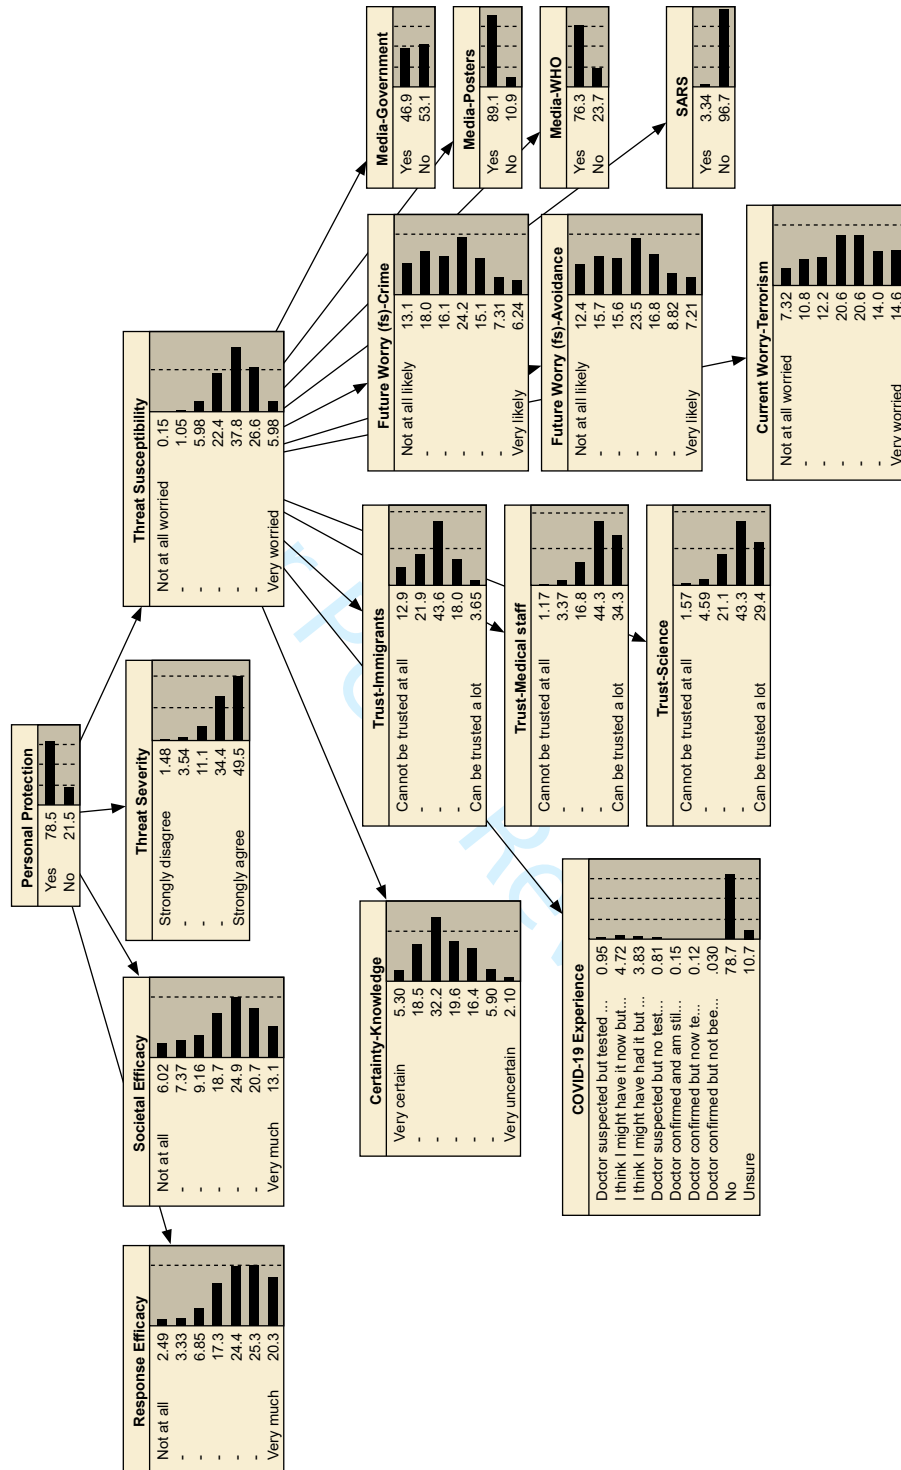 Personal Protection
Yes 78.5
No 21.5
Response Efficacy
Not at all 2.49
- 3.33
- 6.85
- 17.3
- 24.4
- 25.3
Very much 20.3
Societal Efficacy
Not at all 6.02
- 7.37
- 9.16
- 18.7
- 24.9
- 20.7
Very much 13.1
Threat Severity
Strongly disagree 1.48
- 3.54
- 11.1
- 34.4
Strongly agree 49.5
Threat Susceptibility
Not at all worried 0.15
- 1.05
- 5.98
- 22.4
- 37.8
- 26.6
Very worried 5.98
Certainty-Knowledge
Very certain 5.30
- 18.5
- 32.2
- 19.6
- 16.4
- 5.90
Very uncertain 2.10
Trust-Immigrants
Cannot be trusted at all 12.9
- 21.9
- 43.6
- 18.0
Can be trusted a lot 3.65
Future Worry (fs)-Crime
Not at all likely 13.1
- 18.0
- 16.1
- 24.2
- 15.1
- 7.31
Very likely 6.24
Media-Government
Yes 46.9
No 53.1
Media-Posters
Yes 89.1
No 10.9
Media-WHO
Yes 76.3
No 23.7
SARS
Yes 3.34
No 96.7
Trust-Medical staff
Cannot be trusted at all 1.17
- 3.37
- 16.8
- 44.3
Can be trusted a lot 34.3
Future Worry (fs)-Avoidance
Not at all likely 12.4
- 15.7
- 15.6
- 23.5
- 16.8
- 8.82
Very likely 7.21
COVID-19 Experience
Doctor suspected but tested ... 0.95
I think I might have it now but... 4.72
I think I might have had it but ... 3.83
Doctor suspected but no test... 0.81
Doctor confirmed and am stil... 0.15
Doctor confirmed but now te... 0.12
Doctor confirmed but not bee... .030
No 78.7
Unsure 10.7
Trust-Science
Cannot be trusted at all 1.57
- 4.59
- 21.1
- 43.3
Can be trusted a lot 29.4
Current Worry-Terrorism
Not at all worried 7.32
- 10.8
- 12.2
- 20.6
- 20.6
- 14.0
Very worried 14.6